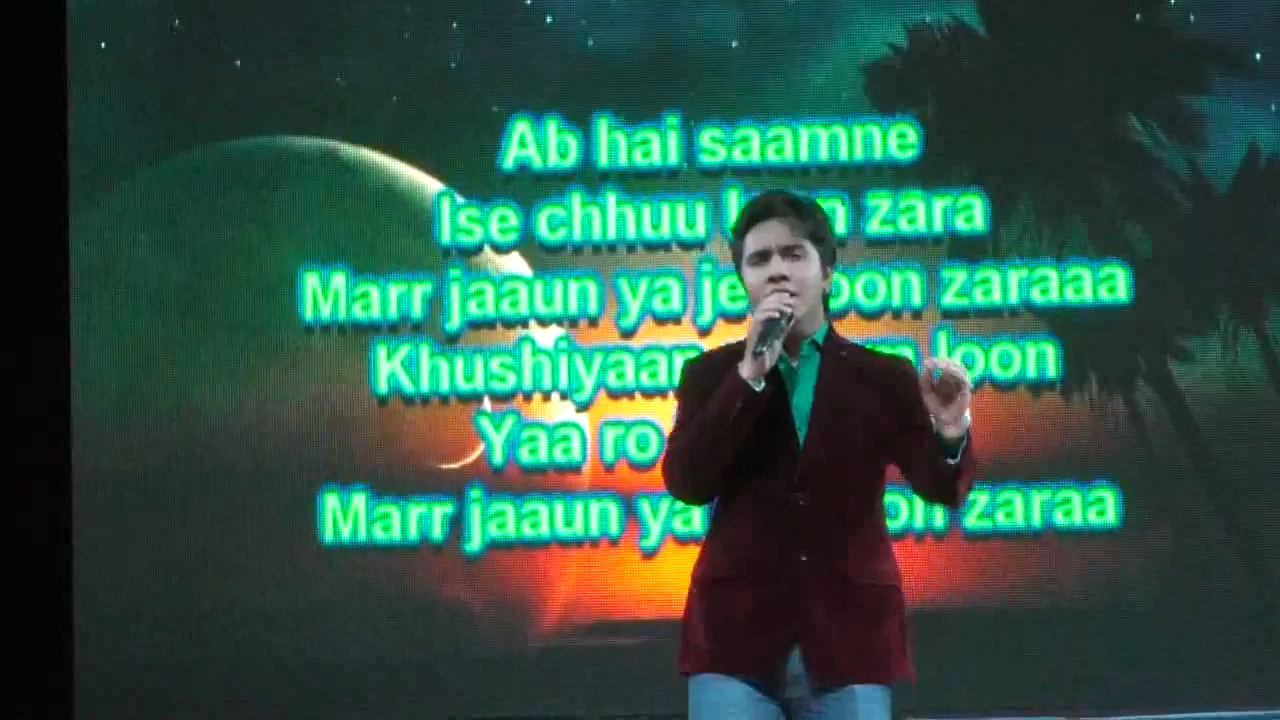 Ab hai saamne
Ise chhuu zara
Marr jaaun ya zaraaa
Khushiyaan loon
Yaa ro
Marr jaaun ya zaraa